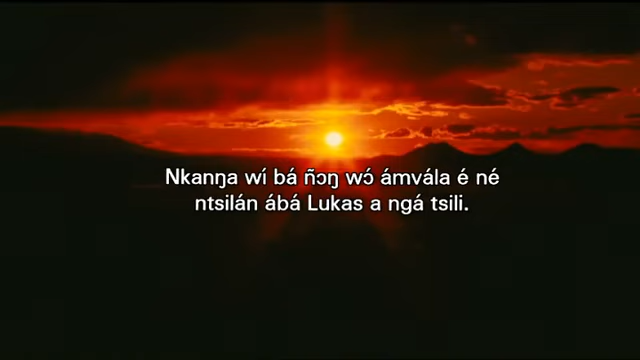 Nkanŋa wí bá ñɔŋ wɔ́ ámvála é né
ntsilán ábá Lukas a ngá tsili.